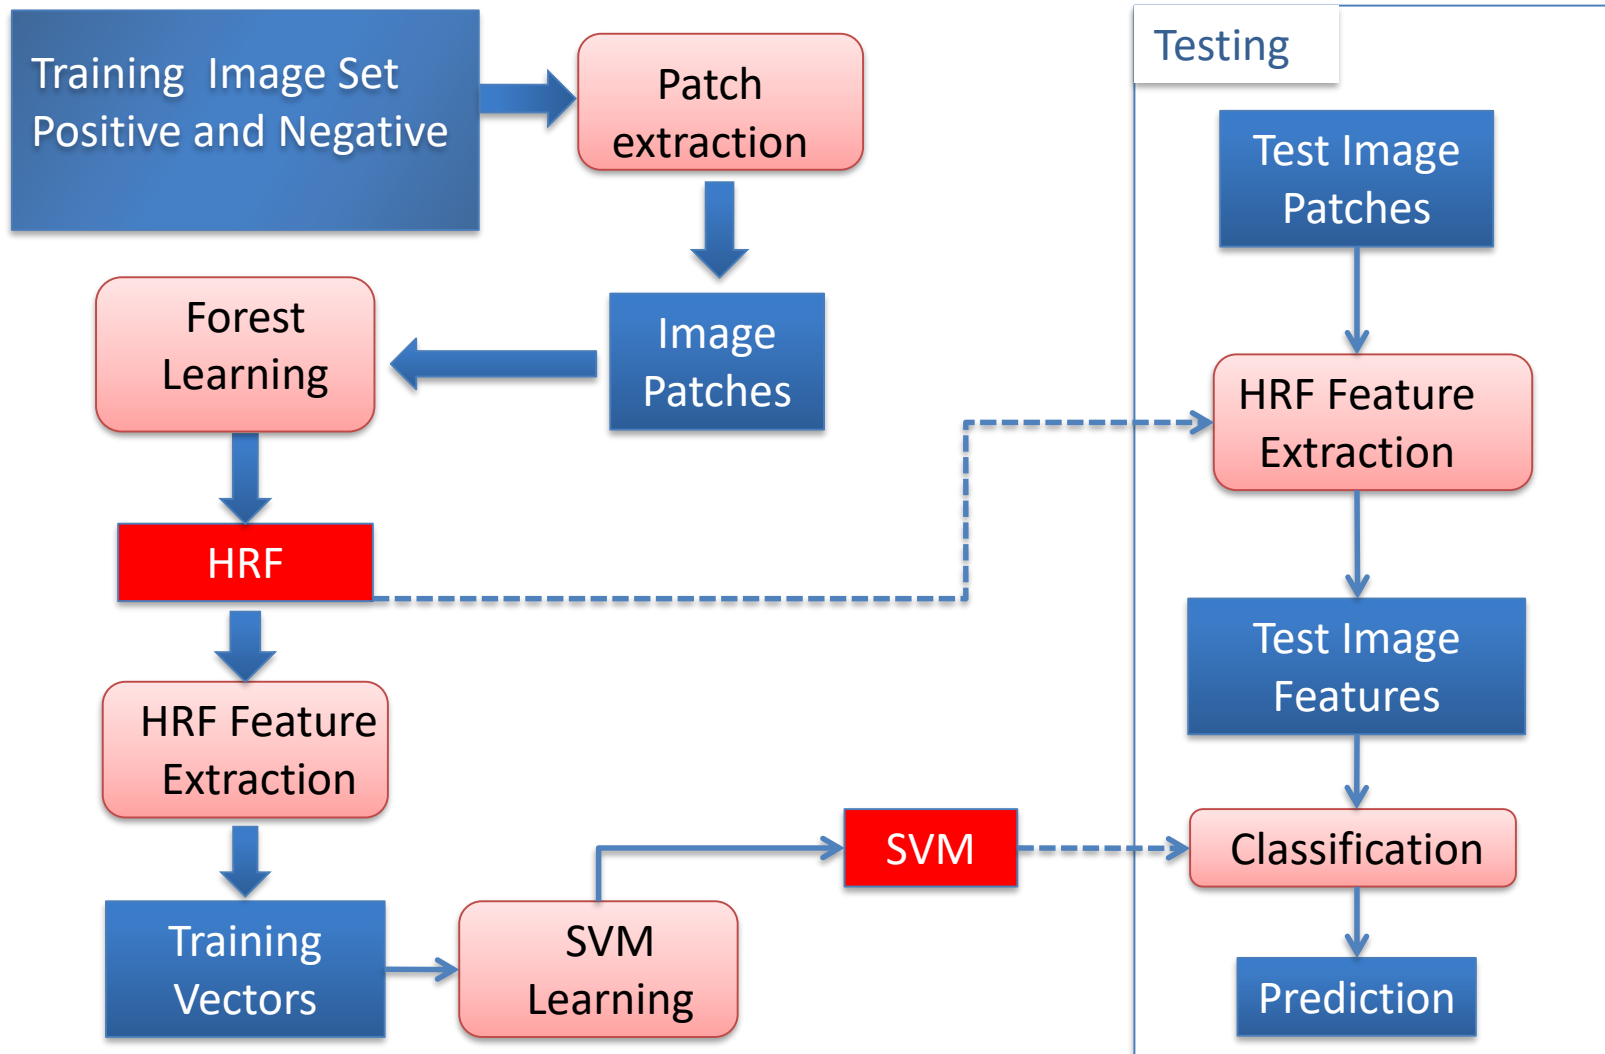 Training  Image Set
Positive and Negative
Patch
extraction
Image
Patches
Forest
Learning
HRF
HRF Feature
Extraction
Training
Vectors
SVM
Learning
SVM
Testing
Test Image
Patches
HRF Feature
Extraction
Test Image
Features
Classification
Prediction